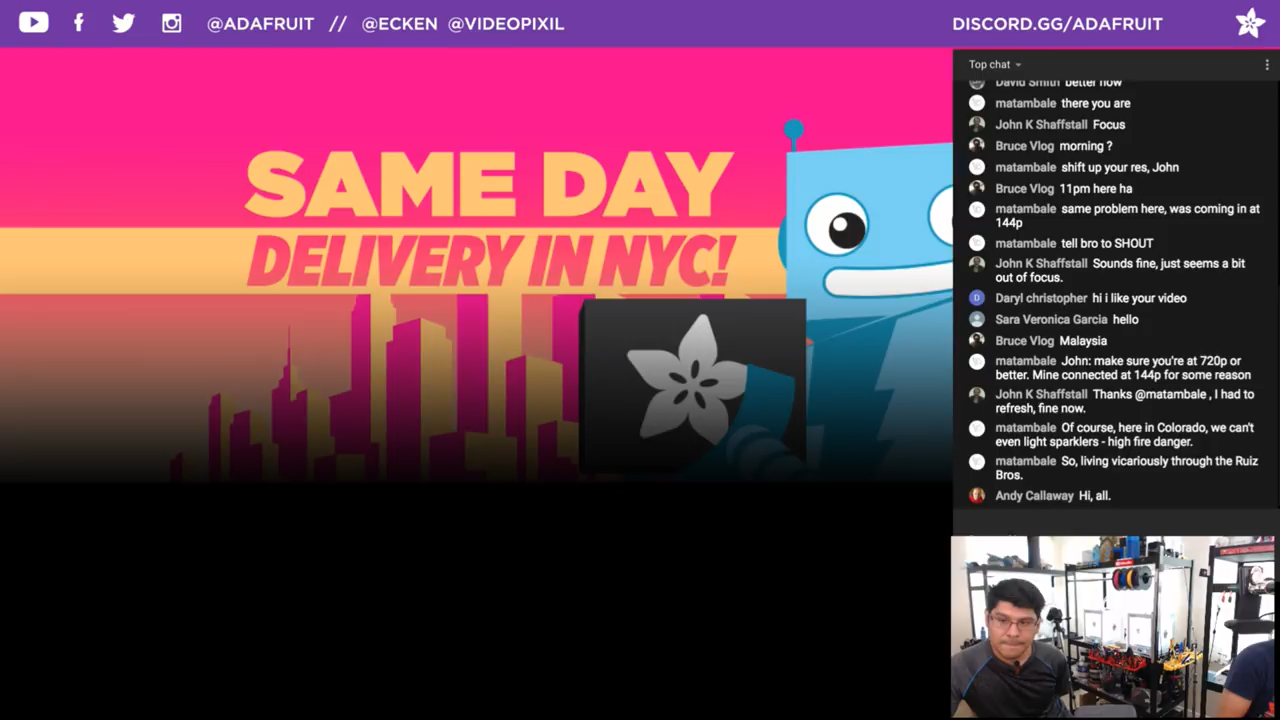 @ADAFRUIT // @ECKEN @VIDEOPIXIL
DISCORD.GG/ADAFRUIT
SAME DAY
DELIVERY IN NYC!
Top chat
David Smith better now
matambale there you are
John K Shaffstall Focus
Bruce Vlog morning ?
matambale shift up your res, John
Bruce Vlog 11pm here ha
matambale same problem here, was coming in at
144p
matambale tell bro to SHOUT
John K Shaffstall Sounds fine, just seems a bit
out of focus.
D
Daryl christopher hi i like your video
Sara Veronica Garcia hello
Bruce Vlog Malaysia
matambale John: make sure you're at 720p or
better. Mine connected at 144p for some reason
John K Shaffstall Thanks @matambale , I had to
refresh, fine now.
matambale Of course, here in Colorado, we can't
even light sparklers - high fire danger.
matambale So, living vicariously through the Ruiz
Bros.
Andy Callaway Hi, all.